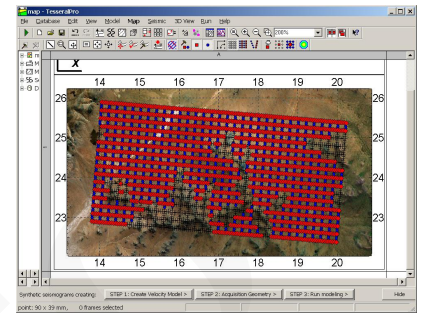 map - TesseralPro
File Database Edit View Model Map Seismic 3D View Run Help
200%
X
A
14 15 16 17 18 19 20
26 26
25 25
24 24
23 23
14 15 16 17 18 19 20
m
M
M
S
D
Synthetic seismograms creating: STEP 1: Create Velocity Model > STEP 2: Acquisition Geometry > STEP 3: Run modeling > Hide
point: 90 x 39 mm, 0 frames selected